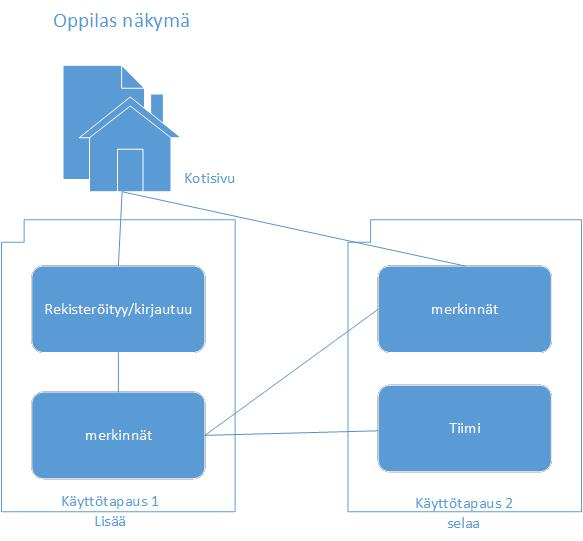 Oppilas näkymä
Kotisivu
Rekisteröityy/kirjautuu
merkinnät
Käyttötapaus 1
Lisää
merkinnät
Tiimi
Käyttötapaus 2
selaa